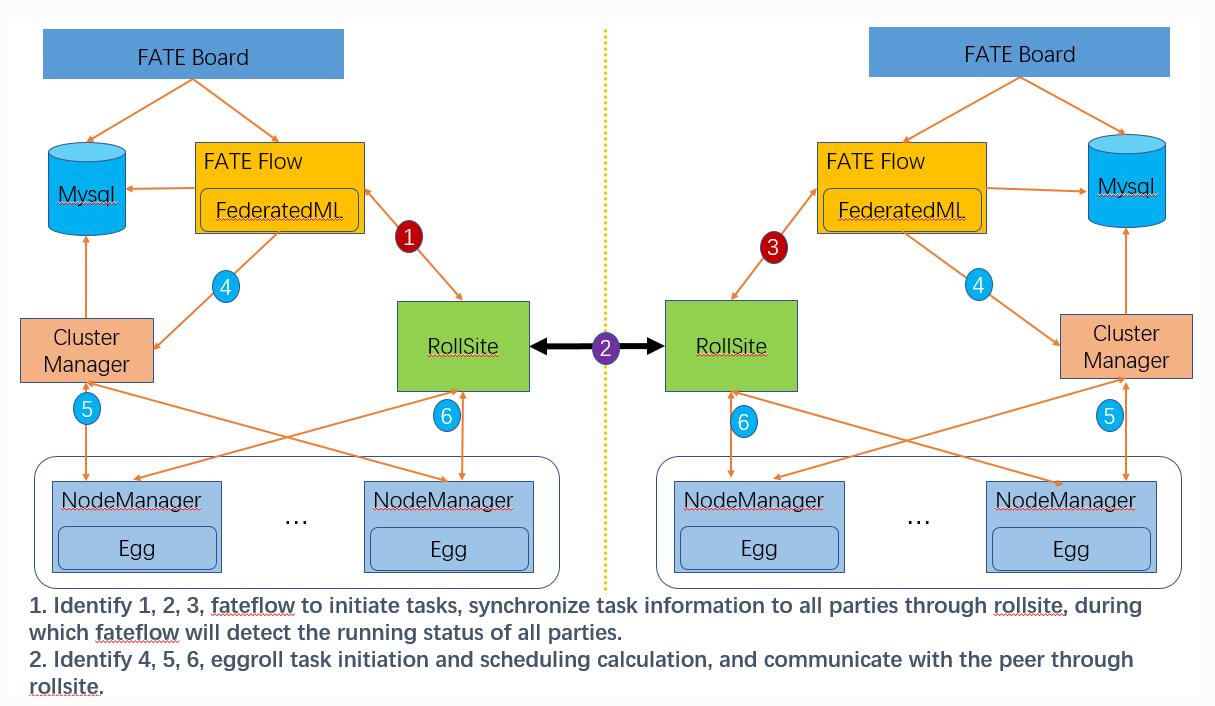 FATE Board
FATE Board
Mysql
FATE Flow
FederatedML
FATE Flow
FederatedML
Mysql
1
3
4
4
Cluster
Manager
RollSite
2
RollSite
Cluster
Manager
5
6
6
5
NodeManager
Egg
...
NodeManager
Egg
NodeManager
Egg
...
NodeManager
Egg
1. Identify 1, 2, 3, fateflow to initiate tasks, synchronize task information to all parties through rollsite, during
which fateflow will detect the running status of all parties.
2. Identify 4, 5, 6, eggroll task initiation and scheduling calculation, and communicate with the peer through
rollsite.